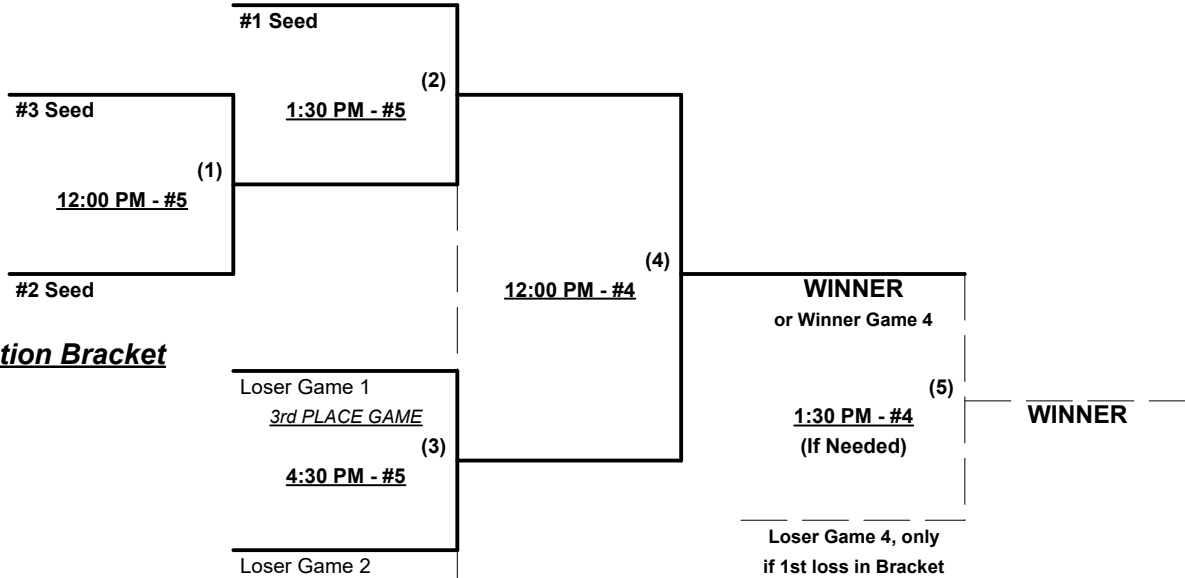 #1 Seed
(2)
1:30 PM - #5
#3 Seed
(1)
12:00 PM - #5
#2 Seed
(4)
12:00 PM - #4
WINNER
or Winner Game 4
tion Bracket
Loser Game 1
3rd PLACE GAME
(3)
4:30 PM - #5
Loser Game 2
(5)
1:30 PM - #4
(If Needed)
WINNER
Loser Game 4, only
if 1st loss in Bracket